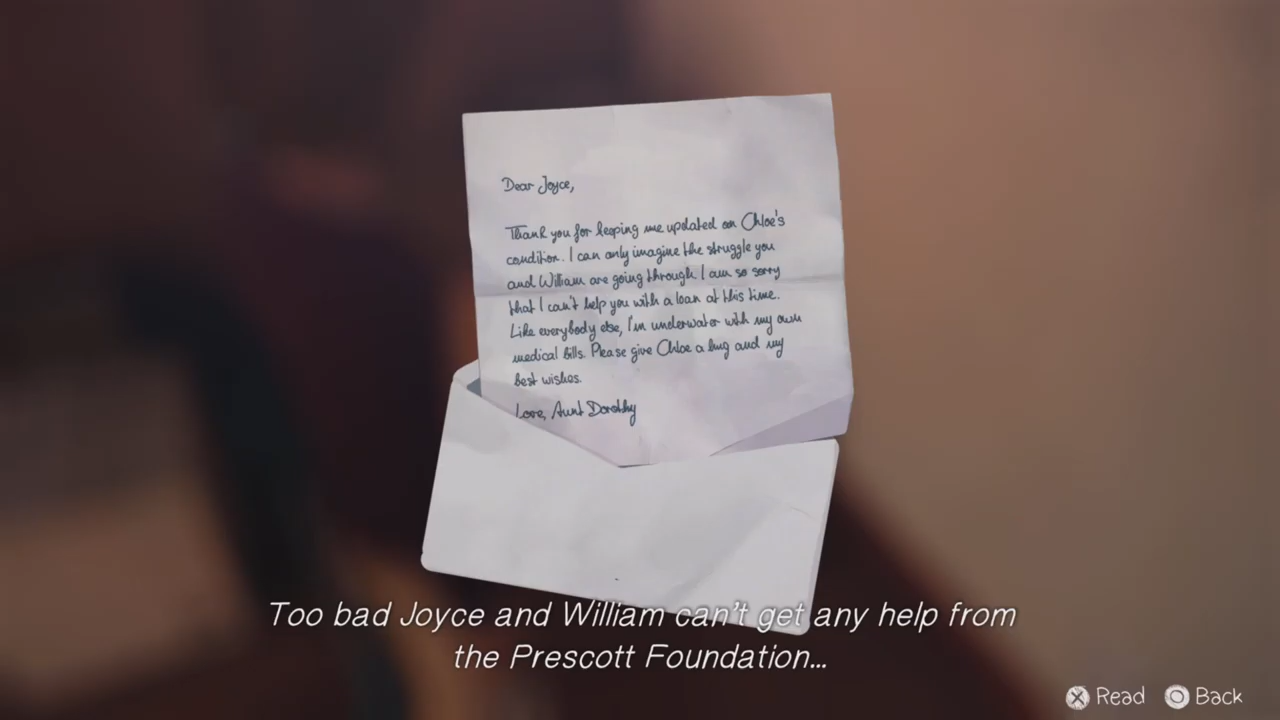 Dear Joyce,
Thank you for keeping me updated on Chloe's
condition. I can only imagine the struggle you
and William are going through. I am so sorry
that I can't help you with a loan at this time.
Like everybody else, I'm underwater with my own
medical bills. Please give Chloe a hug and my
best wishes.
Love, Aunt Dorothy
Too bad Joyce and William can't get any help from
the Prescott Foundation...
Read Back